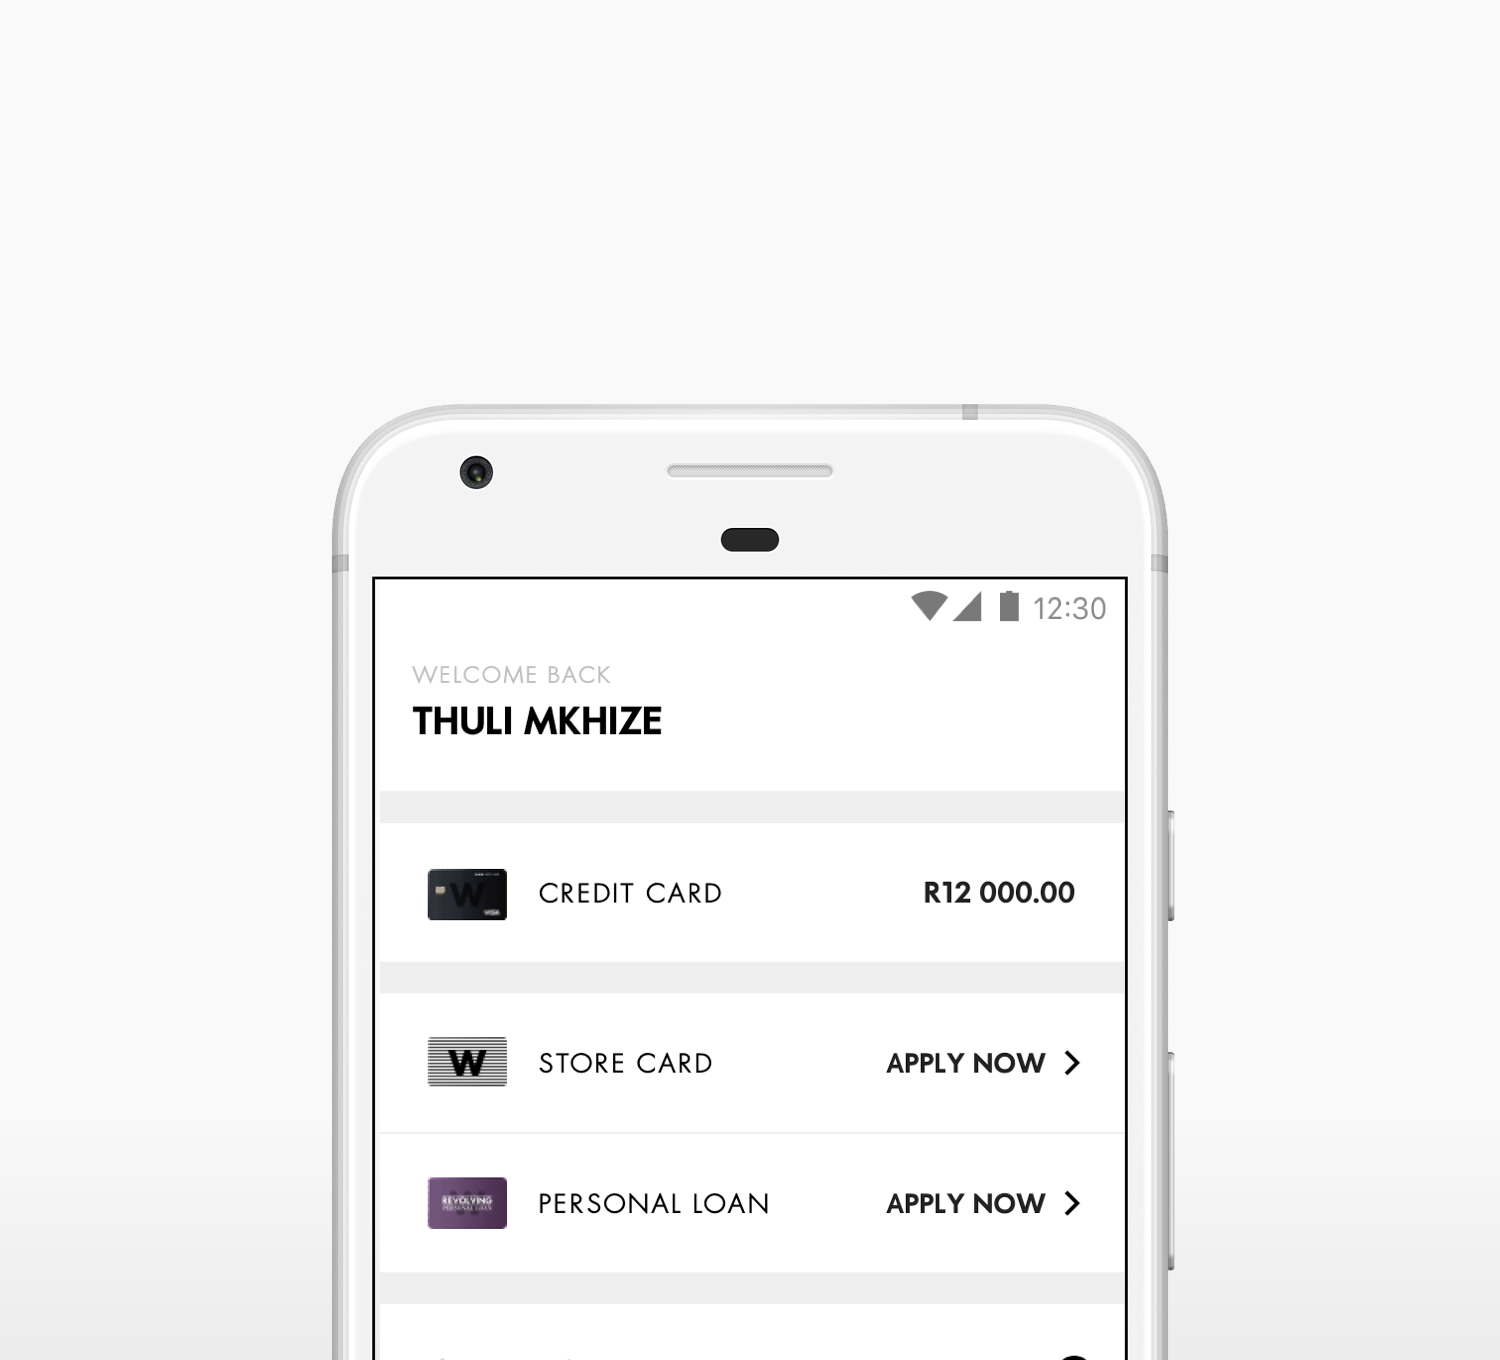 12:30
WELCOME BACK
THULI MKHIZE
W
VISA
CREDIT CARD
R12 000.00
W
STORE CARD
APPLY NOW
REVOLVING
PERSONAL LOAN
PERSONAL LOAN
APPLY NOW